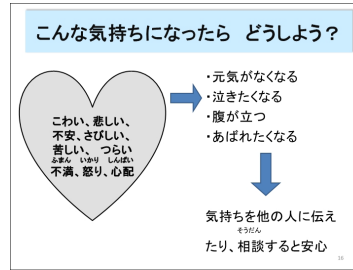 こんな気持ちになったら　どうしよう？
こわい、悲しい、
不安、さびしい、
苦しい、つらい
ふまん　いかり　しんぱい
不満、怒り、心配
・元気がなくなる
・泣きたくなる
・腹が立つ
・あばれたくなる
気持ちを他の人に伝え
そうだん
たり、相談すると安心
38